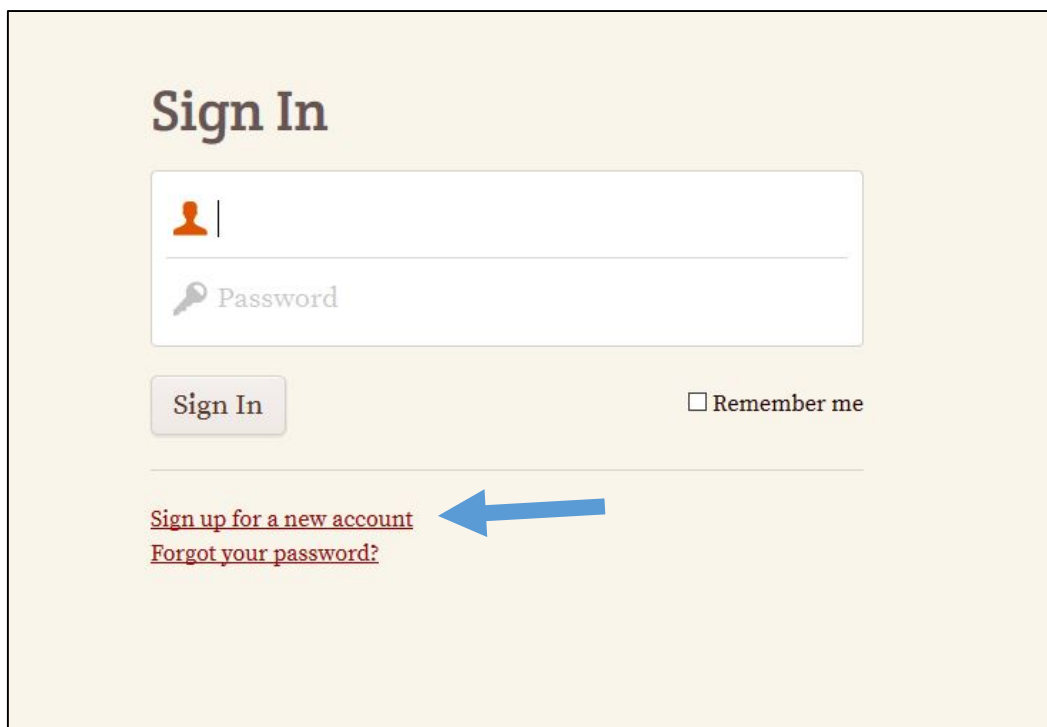 Sign In
Password
Sign In
Remember me
Sign up for a new account
Forgot your password?